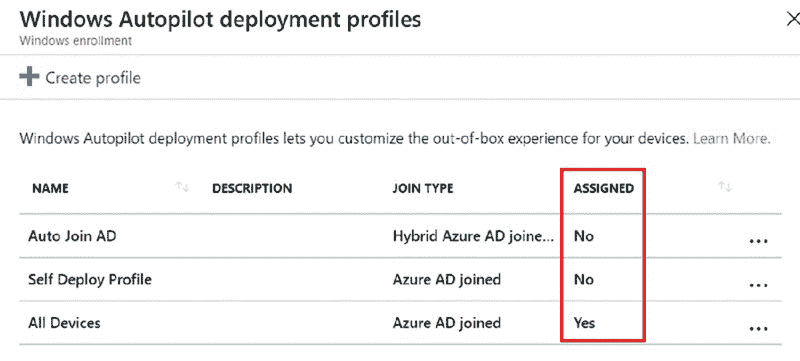 Windows Autopilot deployment profiles
Windows enrollment
Create profile
Windows Autopilot deployment profiles lets you customize the out-of-box experience for your devices. Learn More.
NAME DESCRIPTION JOIN TYPE ASSIGNED
Auto Join AD Hybrid Azure AD joine... No ...
Self Deploy Profile Azure AD joined No ...
All Devices Azure AD joined Yes ...